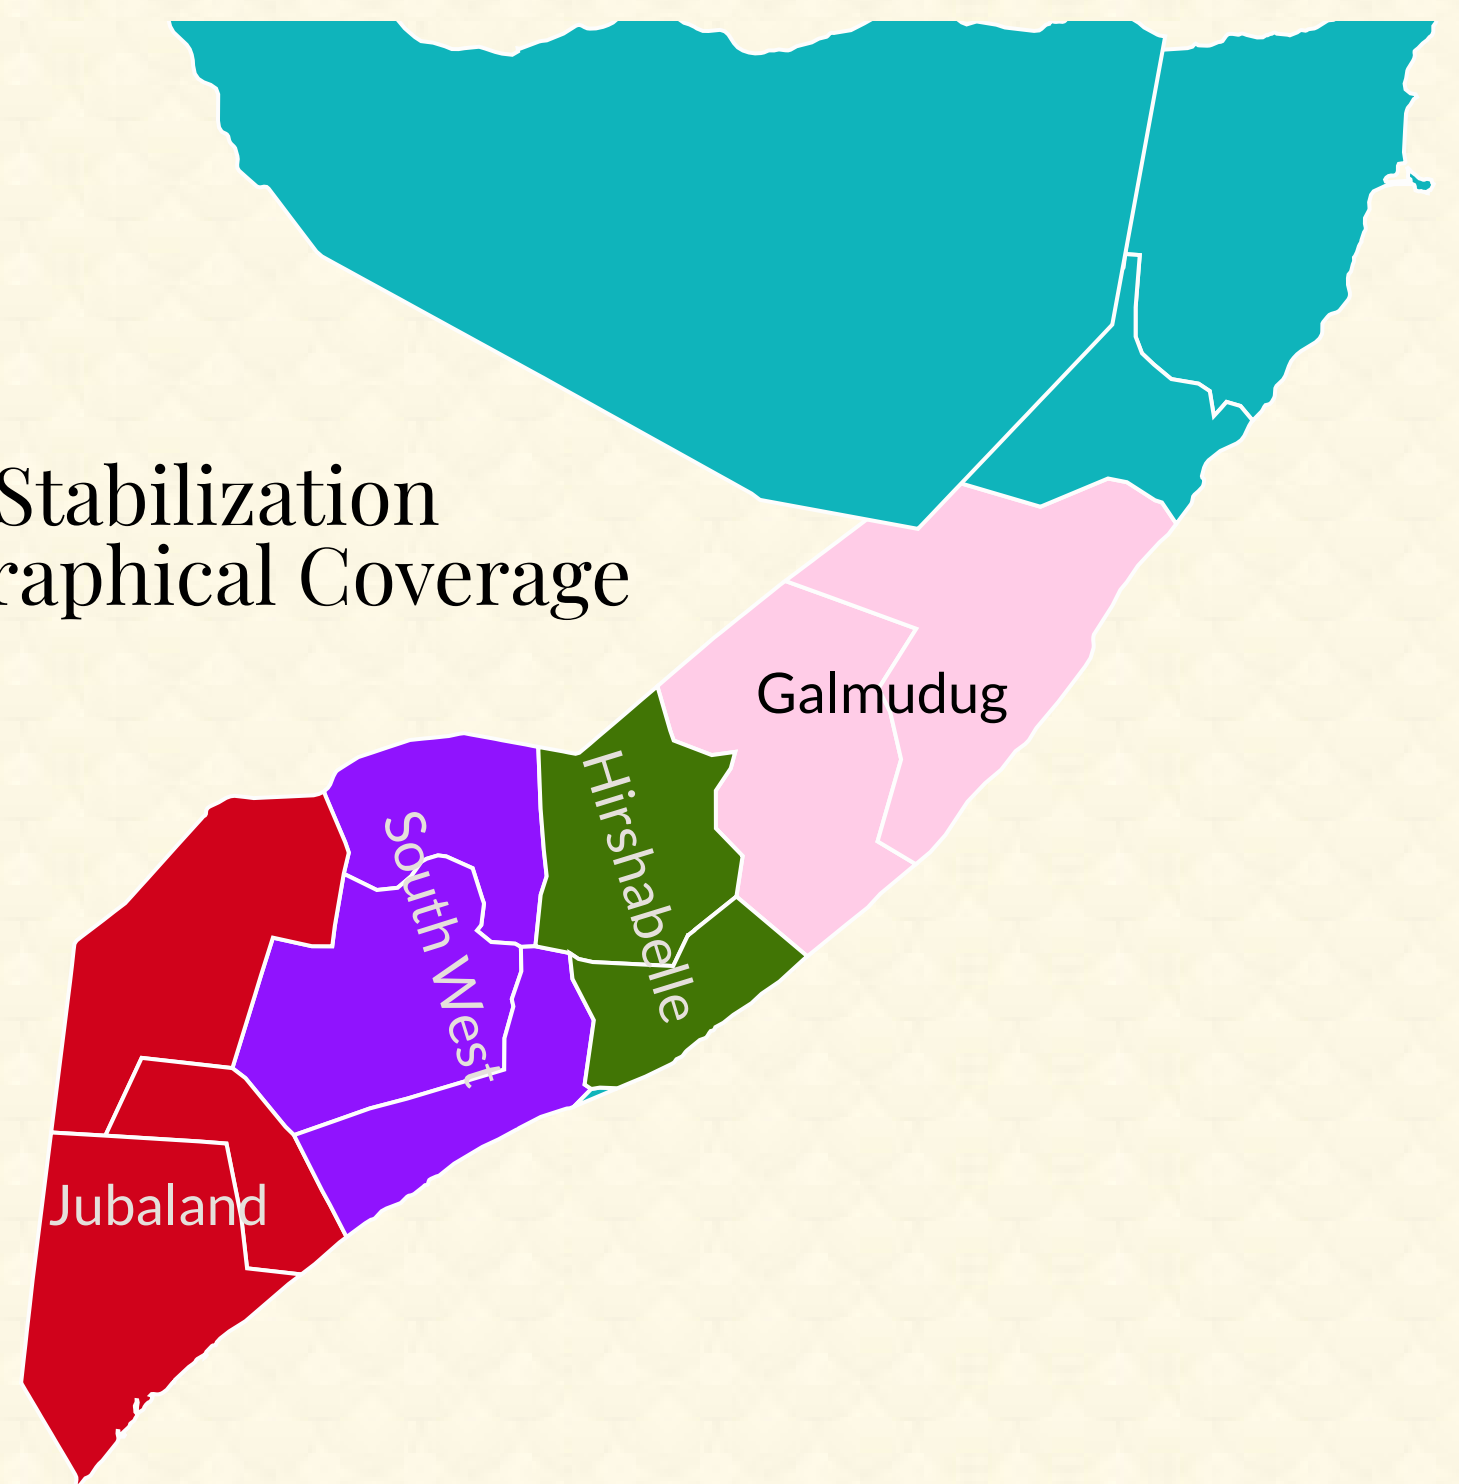 Stabilization
raphical Coverage
Galmudug
Hirshabelle
South West
Jubaland